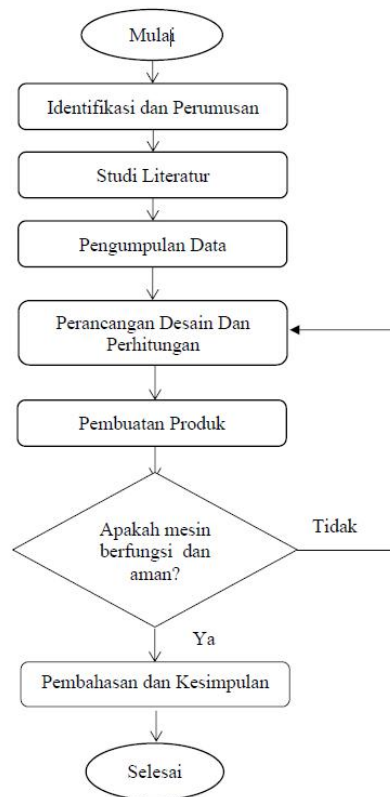 Mulai
Identifikasi dan Perumusan
Studi Literatur
Pengumpulan Data
Perancangan Desain Dan
Perhitungan
Pembuatan Produk
Apakah mesin
berfungsi dan
aman?
Tidak
Ya
Pembahasan dan Kesimpulan
Selesai